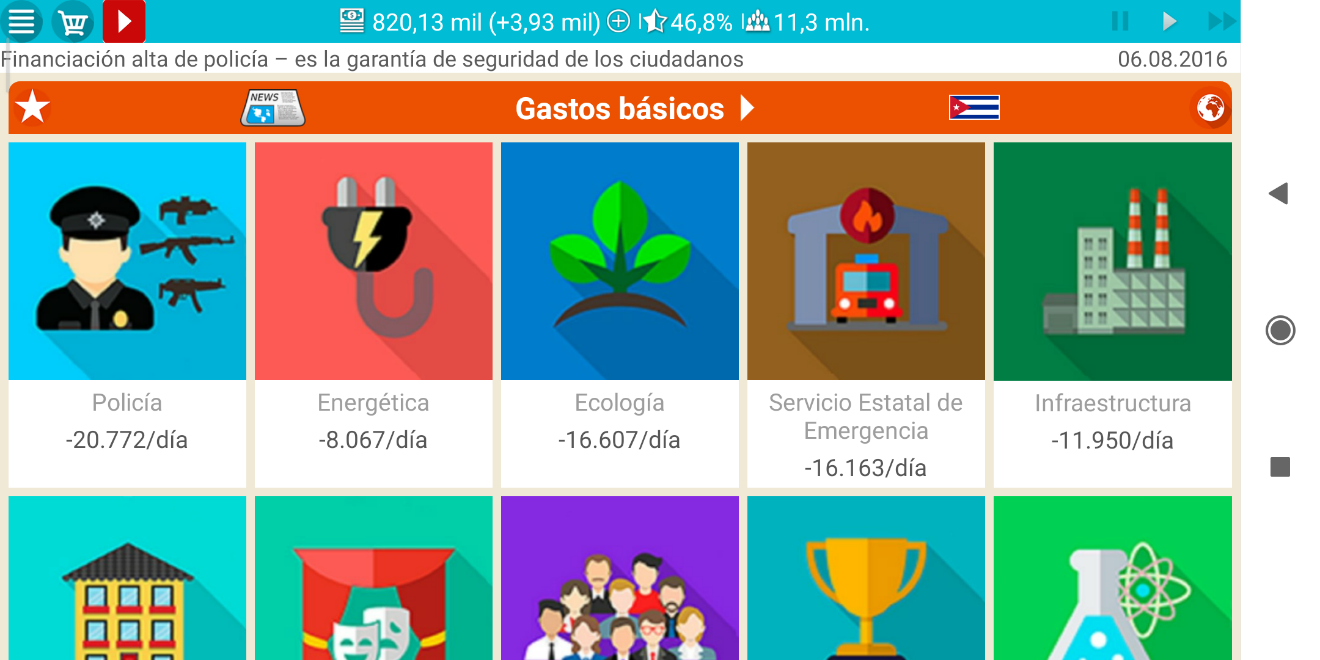 820,13 mil (+3,93 mil) 46,8% 11,3 mln.
Financiación alta de policía – es la garantía de seguridad de los ciudadanos 06.08.2016
NEWS Gastos básicos
Policía
-20.772/día
Energética
-8.067/día
Ecología
-16.607/día
Servicio Estatal de
Emergencia
-16.163/día
Infraestructura
-11.950/día